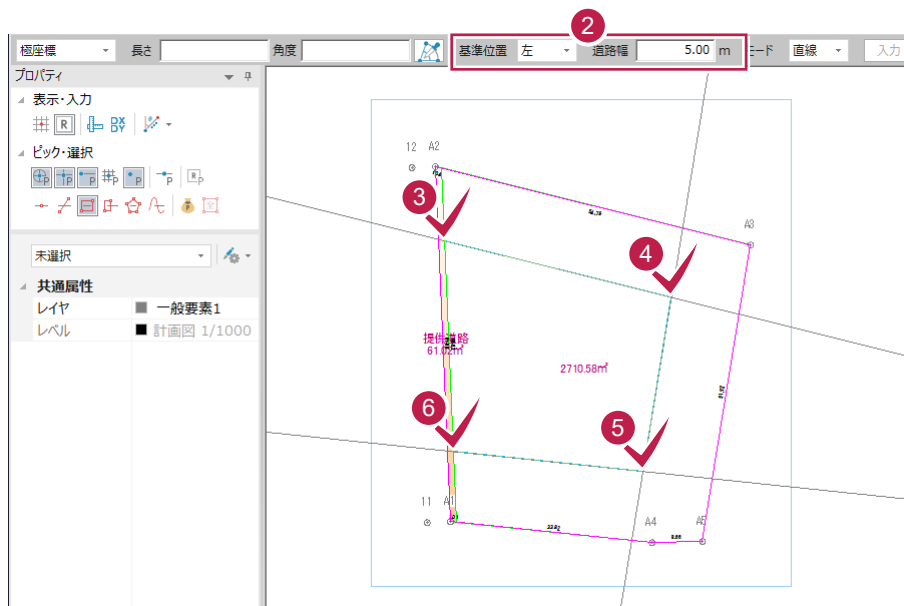 2
極座標 長さ 角度 基準位置 左 道路幅 5.00 m モード 直線 入力
プロパティ
表示・入力
R DX DY
ピック・選択
未選択
共通属性
レイヤ 一般要素1
レベル 計画図 1/1000
12 A2
3
A3
4
提供道路
61.02㎡
2710.58㎡
6
5
11 A1
A4 A5